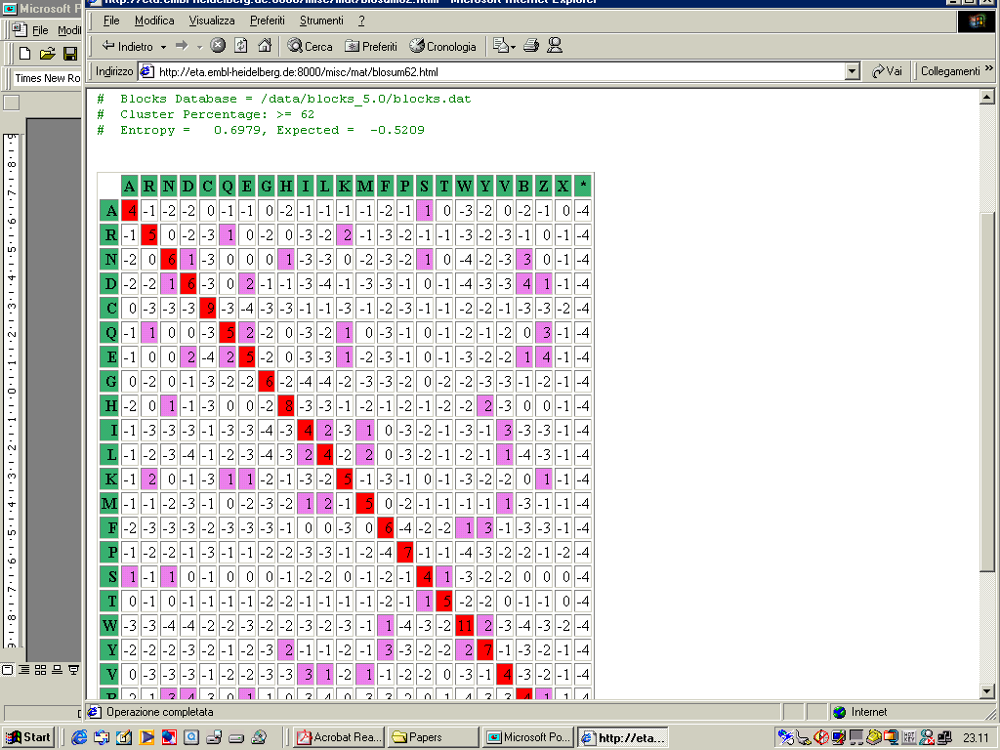 Microsoft P
http://eta.embl-heidelberg.de:8000/misc/mat/blosum62.html - Microsoft Internet Explorer
File Modi
File Modifica Visualizza Preferiti Strumenti ?
Indietro Cerca Preferiti Cronologia
Times New Ro
Indirizzo http://eta.embl-heidelberg.de:8000/misc/mat/blosum62.html Vai Collegamenti »
# Blocks Database = /data/blocks_5.0/blocks.dat
# Cluster Percentage: >= 62
# Entropy = 0.6979, Expected = -0.5209
A R N D C Q E G H I L K M F P S T W Y V B Z X *
A 4 -1 -2 -2 0 -1 -1 0 -2 -1 -1 -1 -1 -2 -1 1 0 -3 -2 0 -2 -1 0 -4
R -1 5 0 -2 -3 1 0 -2 0 -3 -2 2 -1 -3 -2 -1 -1 -3 -2 -3 -1 0 -1 -4
N -2 0 6 1 -3 0 0 0 1 -3 -3 0 -2 -3 -2 1 0 -4 -2 -3 3 0 -1 -4
D -2 -2 1 6 -3 0 2 -1 -1 -3 -4 -1 -3 -3 -1 0 -1 -4 -3 -3 4 1 -1 -4
C 0 -3 -3 -3 9 -3 -4 -3 -3 -1 -1 -3 -1 -2 -3 -1 -1 -2 -2 -1 -3 -3 -2 -4
Q -1 1 0 0 -3 5 2 -2 0 -3 -2 1 0 -3 -1 0 -1 -2 -1 -2 0 3 -1 -4
E -1 0 0 2 -4 2 5 -2 0 -3 -3 1 -2 -3 -1 0 -1 -3 -2 -2 1 4 -1 -4
G 0 -2 0 -1 -3 -2 -2 6 -2 -4 -4 -2 -3 -3 -2 0 -2 -2 -3 -3 -1 -2 -1 -4
H -2 0 1 -1 -3 0 0 -2 8 -3 -3 -1 -2 -1 -2 -1 -2 -2 2 -3 0 0 -1 -4
I -1 -3 -3 -3 -1 -3 -3 -4 -3 4 2 -3 1 0 -3 -2 -1 -3 -1 3 -3 -3 -1 -4
L -1 -2 -3 -4 -1 -2 -3 -4 -3 2 4 -2 2 0 -3 -2 -1 -2 -1 1 -4 -3 -1 -4
K -1 2 0 -1 -3 1 1 -2 -1 -3 -2 5 -1 -3 -1 0 -1 -3 -2 -2 0 1 -1 -4
M -1 -1 -2 -3 -1 0 -2 -3 -2 1 2 -1 5 0 -2 -1 -1 -1 -1 1 -3 -1 -1 -4
F -2 -3 -3 -3 -2 -3 -3 -3 -1 0 0 -3 0 6 -4 -2 -2 1 3 -1 -3 -3 -1 -4
P -1 -2 -2 -1 -3 -1 -1 -2 -2 -3 -3 -1 -2 -4 7 -1 -1 -4 -3 -2 -2 -1 -2 -4
S 1 -1 1 0 -1 0 0 0 -1 -2 -2 0 -1 -2 -1 4 1 -3 -2 -2 0 0 0 -4
T 0 -1 0 -1 -1 -1 -1 -2 -2 -1 -1 -1 -1 -2 -1 1 5 -2 -2 0 -1 -1 0 -4
W -3 -3 -4 -4 -2 -2 -3 -2 -2 -3 -2 -3 -1 1 -4 -3 -2 11 2 -3 -4 -3 -2 -4
Y -2 -2 -2 -3 -2 -1 -2 -3 2 -1 -1 -2 -1 3 -3 -2 -2 2 7 -1 -3 -2 -1 -4
V 0 -3 -3 -3 -1 -2 -2 -3 -3 3 1 -2 1 -1 -2 -2 0 -3 -1 4 -3 -2 -1 -4
Operazione completata Internet
Start Acrobat Rea... Papers Microsoft Po... http://eta... 23.11